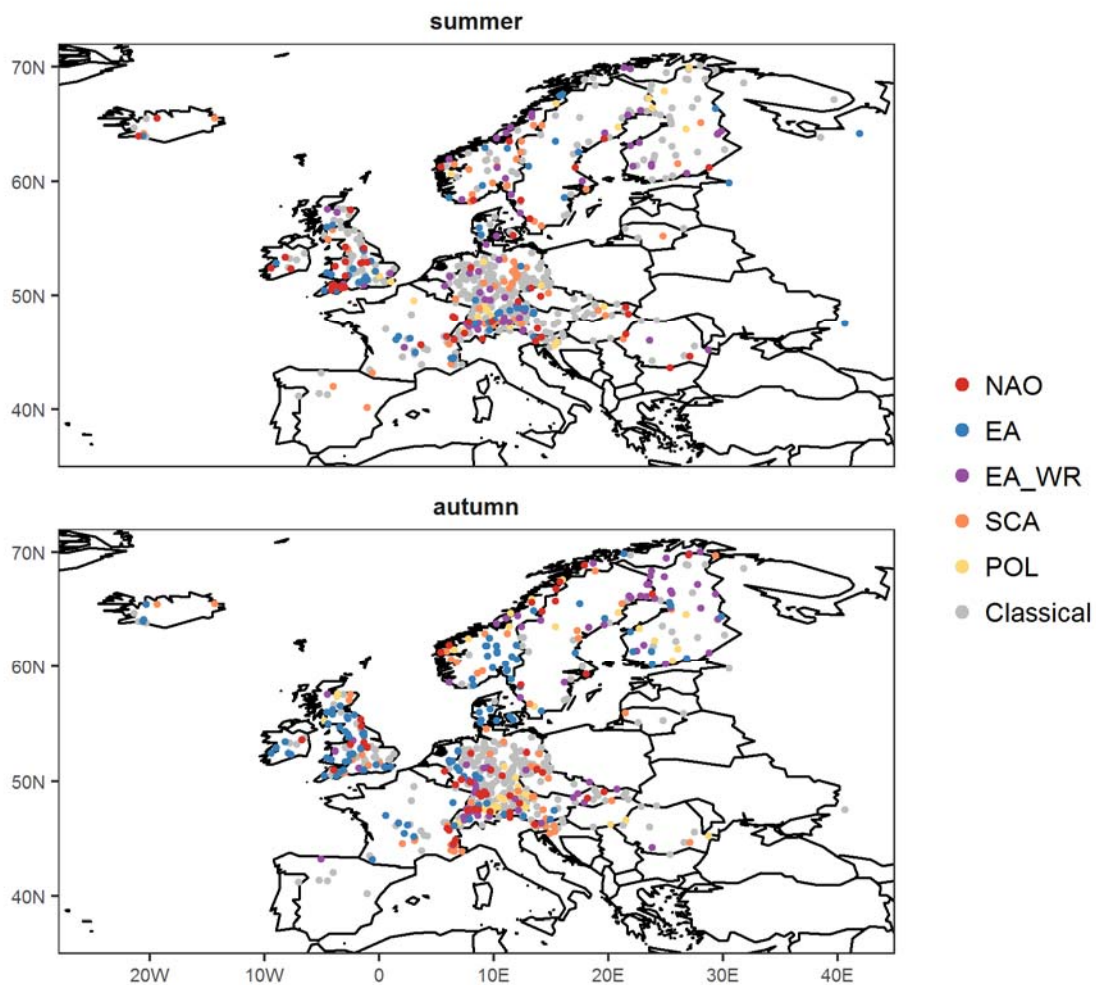 summer
70N
60N
50N
40N
NAO
EA
EA_WR
SCA
POL
Classical
autumn
70N
60N
50N
40N
20W 10W 0 10E 20E 30E 40E